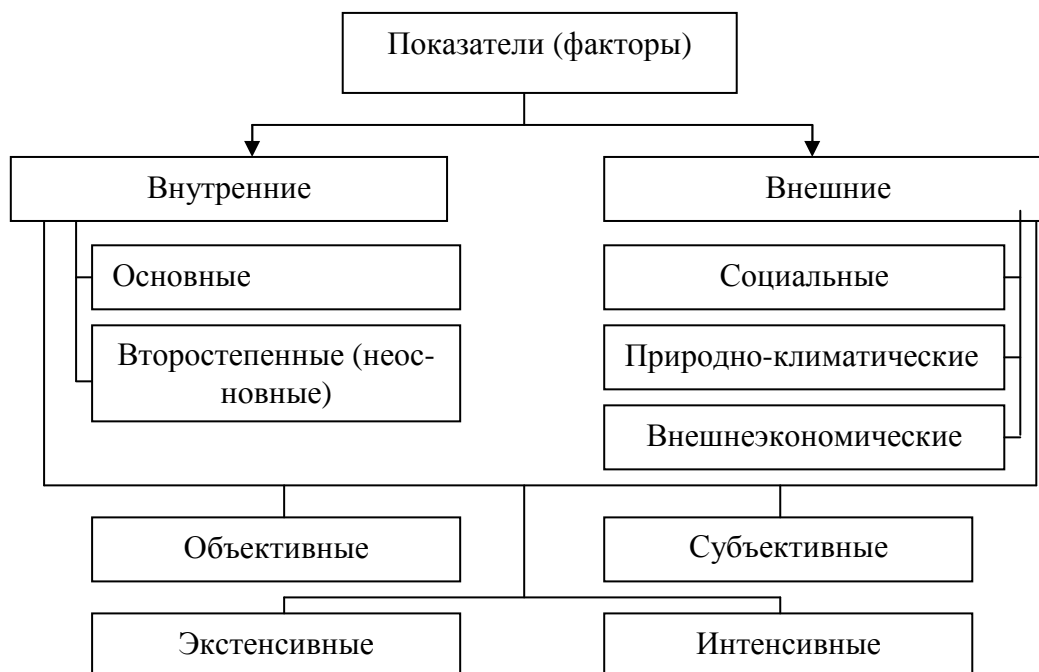 Показатели (факторы)
Внутренние
Внешние
Основные
Социальные
Второстепенные (неос-
новные)
Природно-климатические
Внешнеэкономические
Объективные
Субъективные
Экстенсивные
Интенсивные